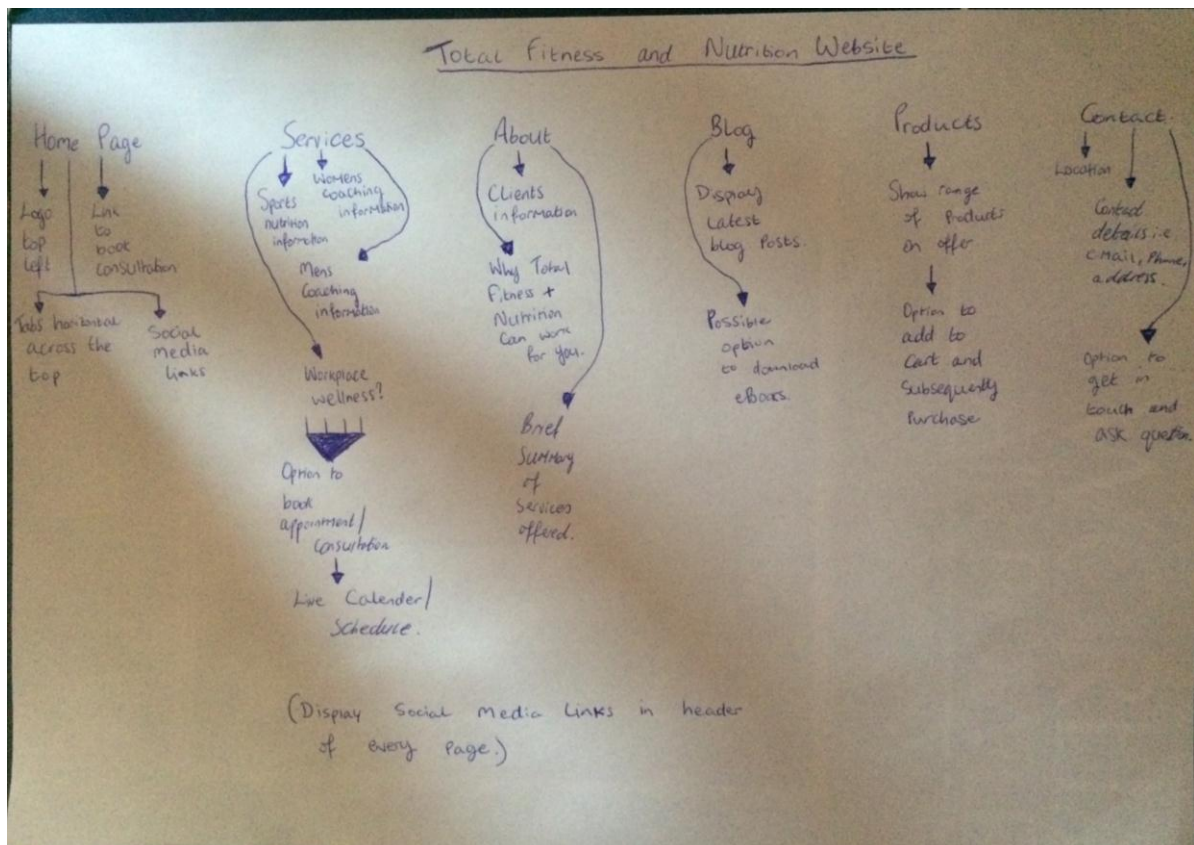 Total Fitness and Nutrition Website
Home Page
Logo
top
left
Link
to
book
consultation
Tabs horizontal
across the
top
Social
media
links
Services
Sports
nutrition
information
Womens
coaching
information
Mens
Coaching
information
Workplace
wellness?
Option to
book
appointment/
consultation
Live Calender/
Schedule.
About
Clients
information
Why Total
Fitness +
Nutrition
Can work
for you.
Brief
Summary
of
Services
offered.
Blog
Display
Latest
blog Posts.
Possible
option
to download
eBooks.
Products
Show range
of Products
on offer
Option to
add to
Cart and
Subsequently
Purchase
Contact.
Location
Contact
details i.e.
email, Phone,
address.
Option to
get in
touch and
ask question.
(Display Social Media Links in header
of every Page.)